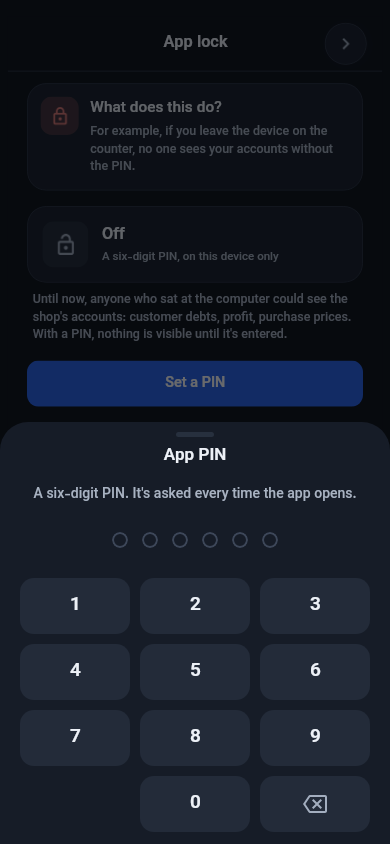 App lock
What does this do?
For example, if you leave the device on the
counter, no one sees your accounts without
the PIN.
Off
A six-digit PIN, on this device only
Until now, anyone who sat at the computer could see the
shop's accounts: customer debts, profit, purchase prices.
With a PIN, nothing is visible until it's entered.
Set a PIN
App PIN
A six-digit PIN. It's asked every time the app opens.
1 2 3
4 5 6
7 8 9
0